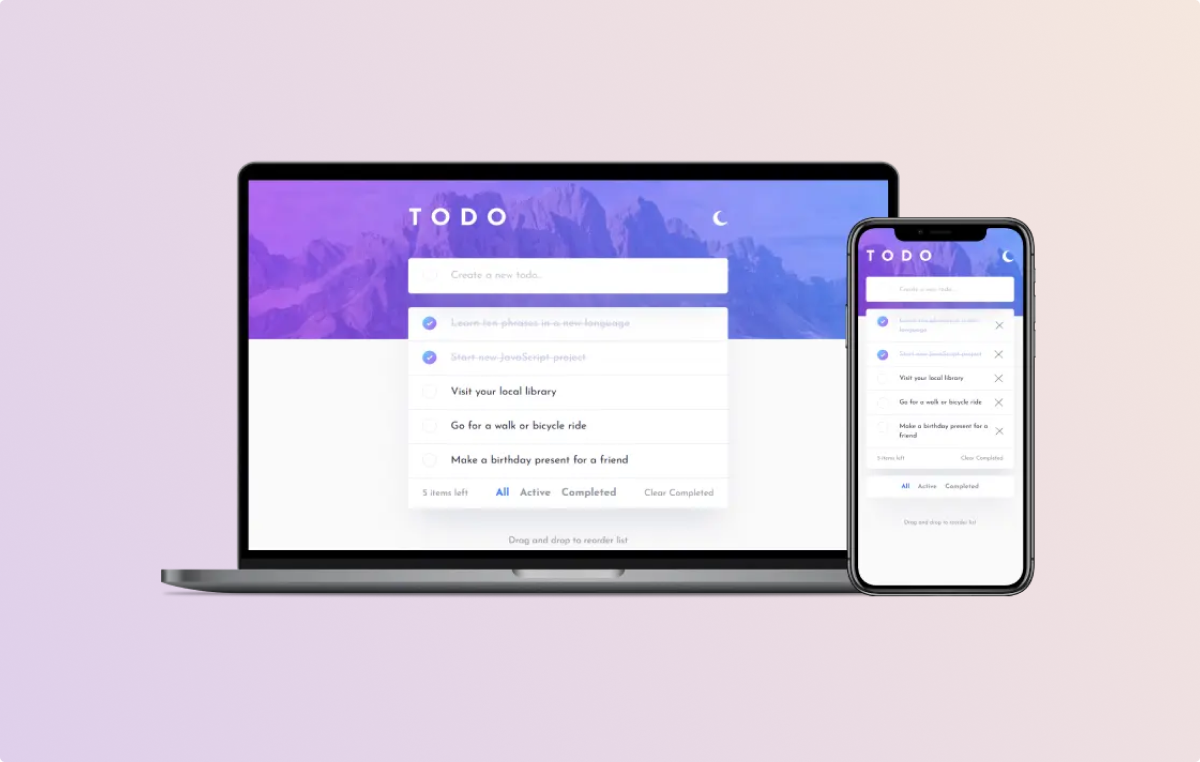 TODO
Create a new todo..
Learn ten phrases in a new language
Start new JavaScript project
Visit your local library
Go for a walk or bicycle ride
Make a birthday present for a friend
5 items left All Active Completed Clear Completed
Drag and drop to reorder list
TODO
Create a new todo..
language
Start new JavaScript project
Visit your local library
Go for a walk or bicycle ride
Make a birthday present for a
friend
5 items left Clear Completed
All Active Completed
Drag and drop to reorder list